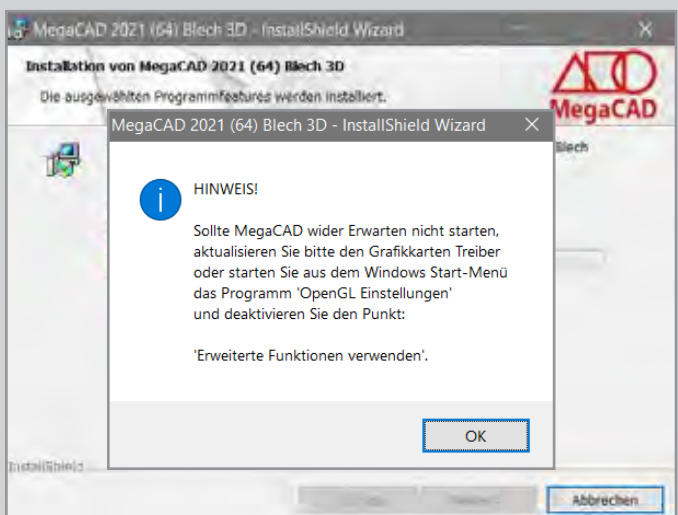 MegaCAD 2021 (64) Blech 3D - InstallShield Wizard
Installation von MegaCAD 2021 (64) Blech 3D
Die ausgewählten Programmfeatures werden installiert.
MegaCAD
Blech
MegaCAD 2021 (64) Blech 3D - InstallShield Wizard
HINWEIS!
Sollte MegaCAD wider Erwarten nicht starten,
aktualisieren Sie bitte den Grafikkarten Treiber
oder starten Sie aus dem Windows Start-Menü
das Programm 'OpenGL Einstellungen'
und deaktivieren Sie den Punkt:
'Erweiterte Funktionen verwenden'.
OK
InstallShield
Abbrechen